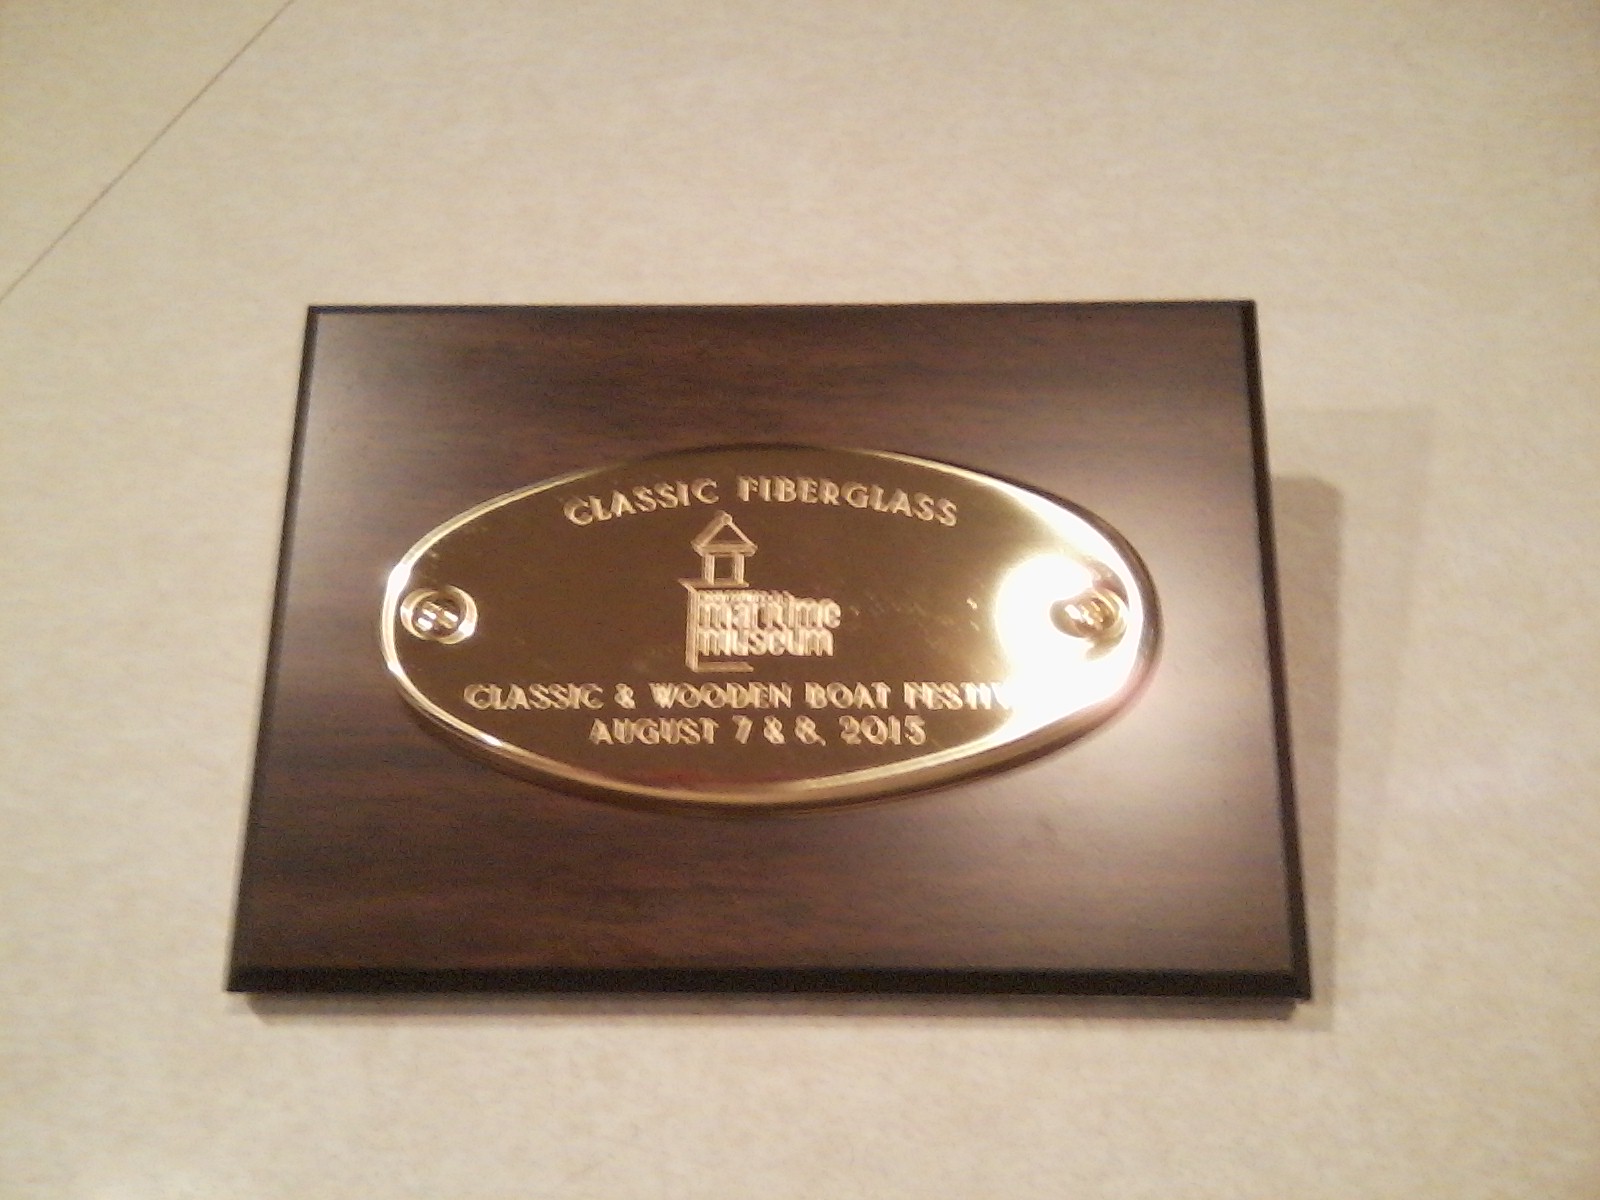 CLASSIC FIBERGLASS
maritime
museum
CLASSIC & WOODEN BOAT
AUGUST 7 & 8, 2015